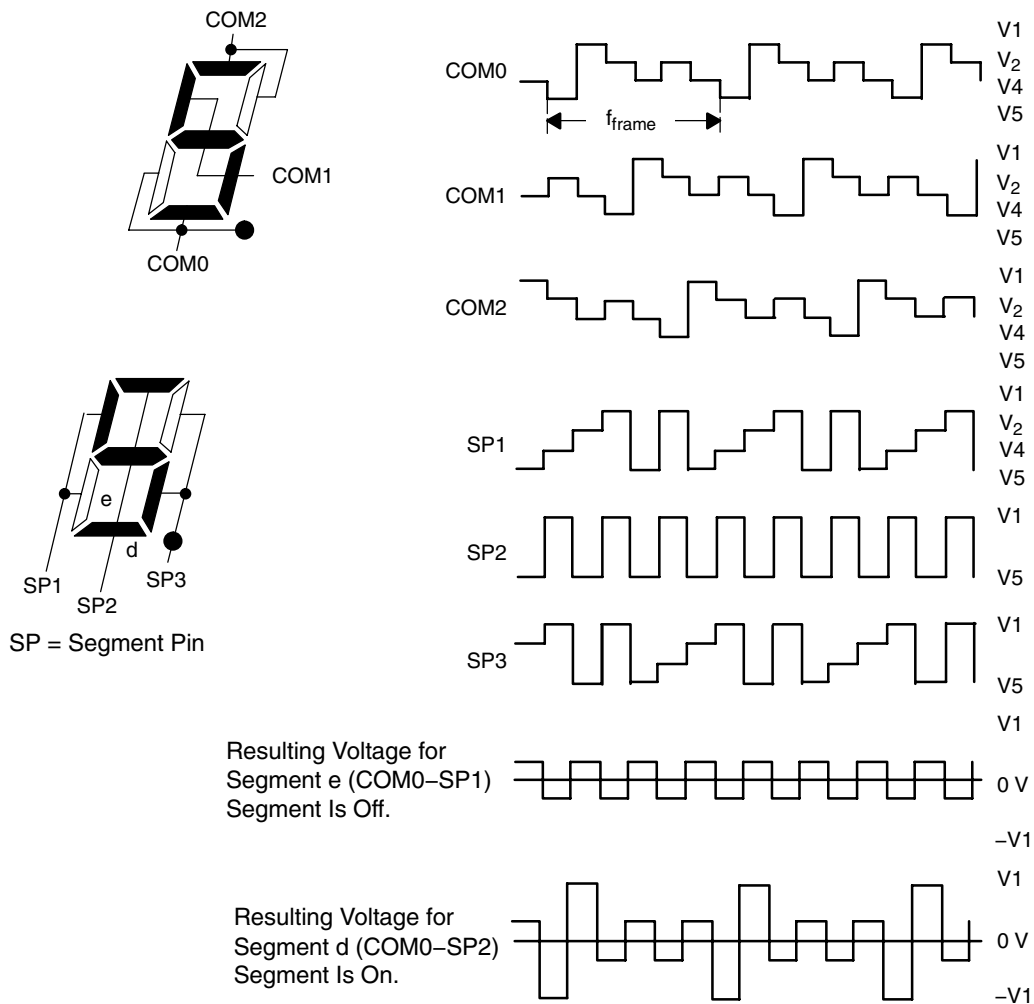 COM2
COM1
COM0
e
d
SP1
SP2
SP3
SP = Segment Pin
COM0
fframe
V1
V2
V4
V5
COM1
V1
V2
V4
V5
COM2
V1
V2
V4
V5
SP1
V1
V2
V4
V5
SP2
V1
V5
SP3
V1
V5
Resulting Voltage for
Segment e (COM0–SP1)
Segment Is Off.
V1
0 V
–V1
Resulting Voltage for
Segment d (COM0–SP2)
Segment Is On.
V1
0 V
–V1